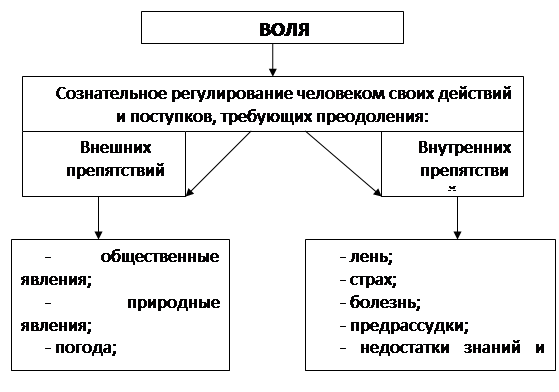 ВОЛЯ
Сознательное регулирование человеком своих действий
и поступков, требующих преодоления:
Внешних
препятствий
Внутренних
препятстви
й
- общественные
явления;
- природные
явления;
- погода;
- лень;
- страх;
- болезнь;
- предрассудки;
- недостатки знаний и